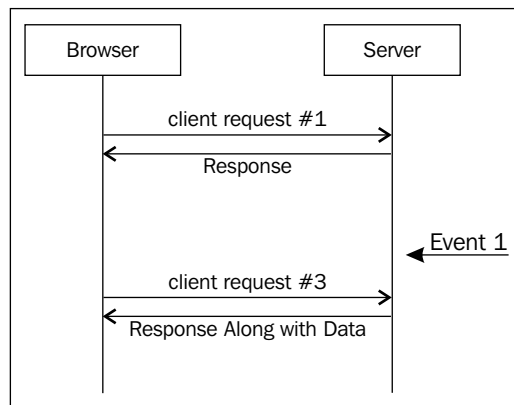 Browser
Server
client request #1
Response
Event 1
client request #3
Response Along with Data